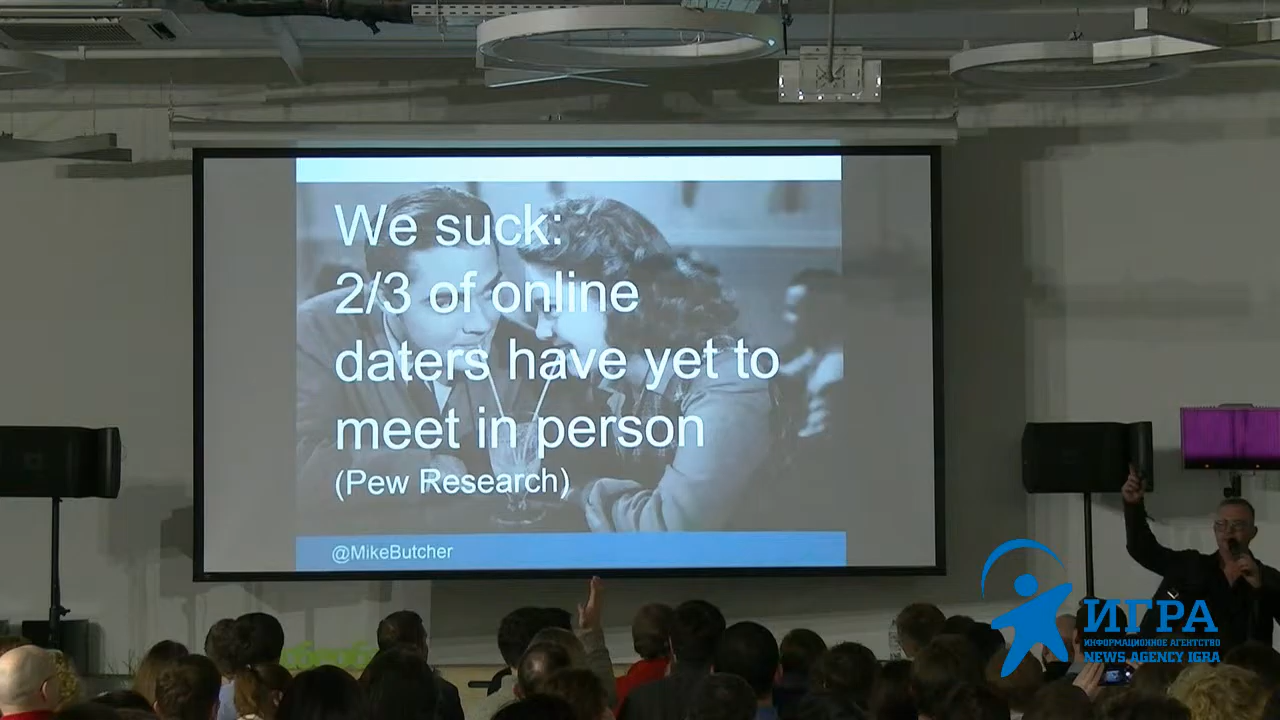 We suck:
2/3 of online
daters have yet to
meet in person
(Pew Research)
@MikeButcher
ИГРА
ИНФОРМАЦИОННОЕ АГЕНТСТВО
NEWS AGENCY IGRA